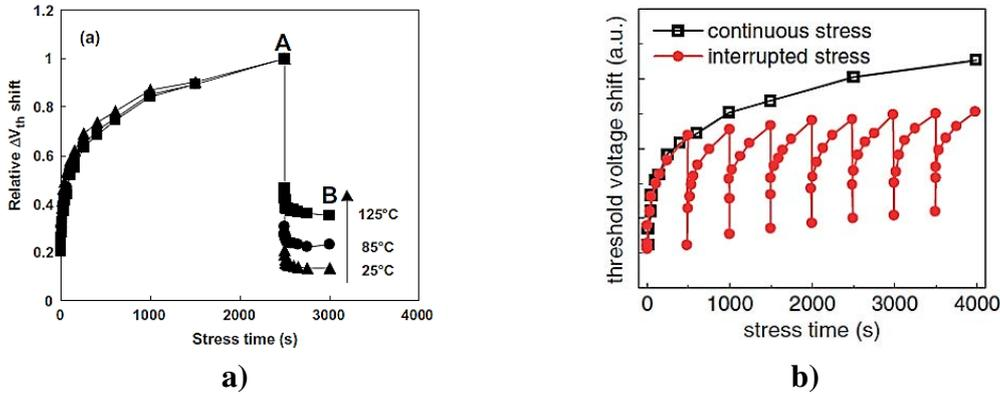 (a)
Relative ΔVth shift
1.2
1
0.8
0.6
0.4
0.2
0
A
B
125°C
85°C
25°C
0 1000 2000 3000 4000
Stress time (s)
a)
continuous stress
interrupted stress
threshold voltage shift (a.u.)
0 1000 2000 3000 4000
stress time (s)
b)